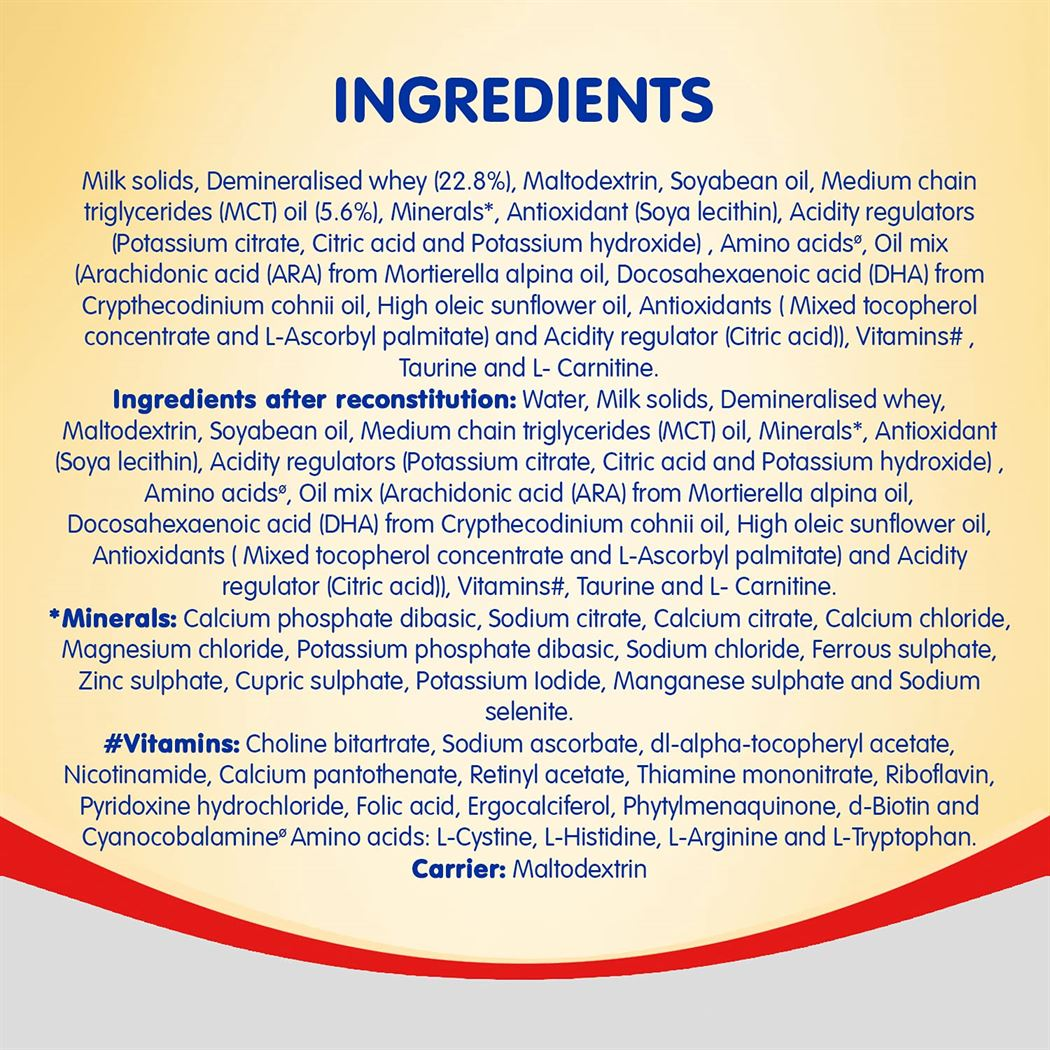 INGREDIENTS
Milk solids, Demineralised whey (22.8%), Maltodextrin, Soyabean oil, Medium chain
triglycerides (MCT) oil (5.6%), Minerals*, Antioxidant (Soya lecithin), Acidity regulators
(Potassium citrate, Citric acid and Potassium hydroxide) , Amino acidsø, Oil mix
(Arachidonic acid (ARA) from Mortierella alpina oil, Docosahexaenoic acid (DHA) from
Crypthecodinium cohnii oil, High oleic sunflower oil, Antioxidants ( Mixed tocopherol
concentrate and L-Ascorbyl palmitate) and Acidity regulator (Citric acid)), Vitamins# ,
Taurine and L- Carnitine.
Ingredients after reconstitution: Water, Milk solids, Demineralised whey,
Maltodextrin, Soyabean oil, Medium chain triglycerides (MCT) oil, Minerals*, Antioxidant
(Soya lecithin), Acidity regulators (Potassium citrate, Citric acid and Potassium hydroxide) ,
Amino acidsø, Oil mix (Arachidonic acid (ARA) from Mortierella alpina oil,
Docosahexaenoic acid (DHA) from Crypthecodinium cohnii oil, High oleic sunflower oil,
Antioxidants ( Mixed tocopherol concentrate and L-Ascorbyl palmitate) and Acidity
regulator (Citric acid)), Vitamins#, Taurine and L- Carnitine.
*Minerals: Calcium phosphate dibasic, Sodium citrate, Calcium citrate, Calcium chloride,
Magnesium chloride, Potassium phosphate dibasic, Sodium chloride, Ferrous sulphate,
Zinc sulphate, Cupric sulphate, Potassium Iodide, Manganese sulphate and Sodium
selenite.
#Vitamins: Choline bitartrate, Sodium ascorbate, dl-alpha-tocopheryl acetate,
Nicotinamide, Calcium pantothenate, Retinyl acetate, Thiamine mononitrate, Riboflavin,
Pyridoxine hydrochloride, Folic acid, Ergocalciferol, Phytylmenaquinone, d-Biotin and
Cyanocobalamineø Amino acids: L-Cystine, L-Histidine, L-Arginine and L-Tryptophan.
Carrier: Maltodextrin